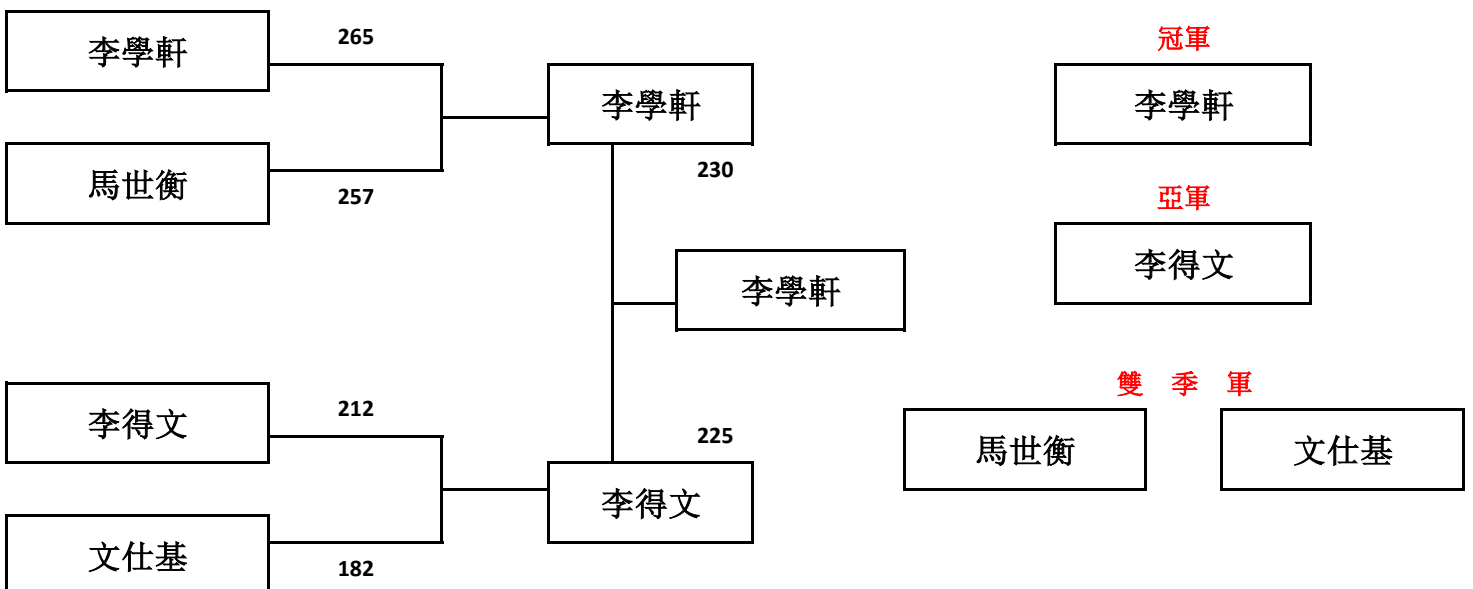 李學軒
265
馬世衡
257
李學軒
230
李學軒
李得文
212
文仕基
182
225
李得文
冠軍
李學軒
亞軍
李得文
雙 季 軍
馬世衡
文仕基